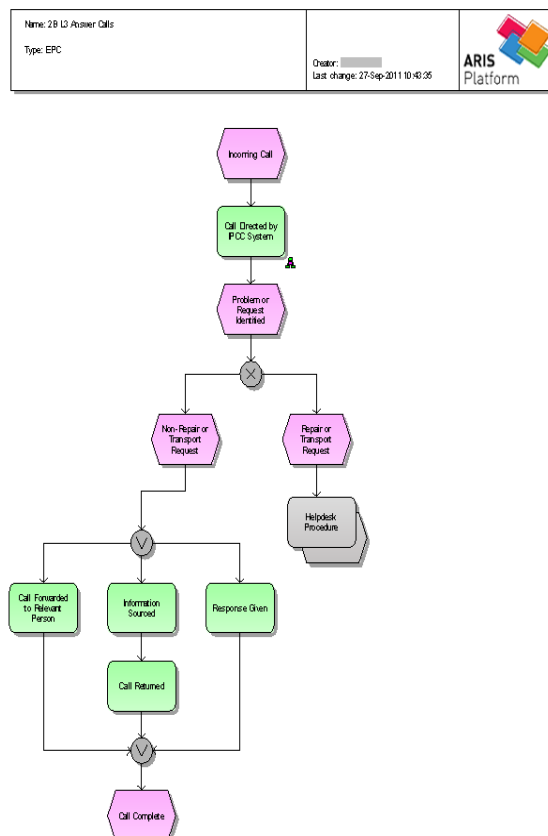 Name: 2B L3 Answer Calls
Type: EPC
Creator:
Last change: 27-Sep-2011 10:43:35
ARIS
Platform
Incoming Call
Call Directed by
IPCC System
Problem or
Request
Identified
X
Non-Repair or
Transport
Request
Repair or
Transport
Request
Helpdesk
Procedure
V
Call Forwarded
to Relevant
Person
Information
Sourced
Response Given
Call Returned
V
Call Complete